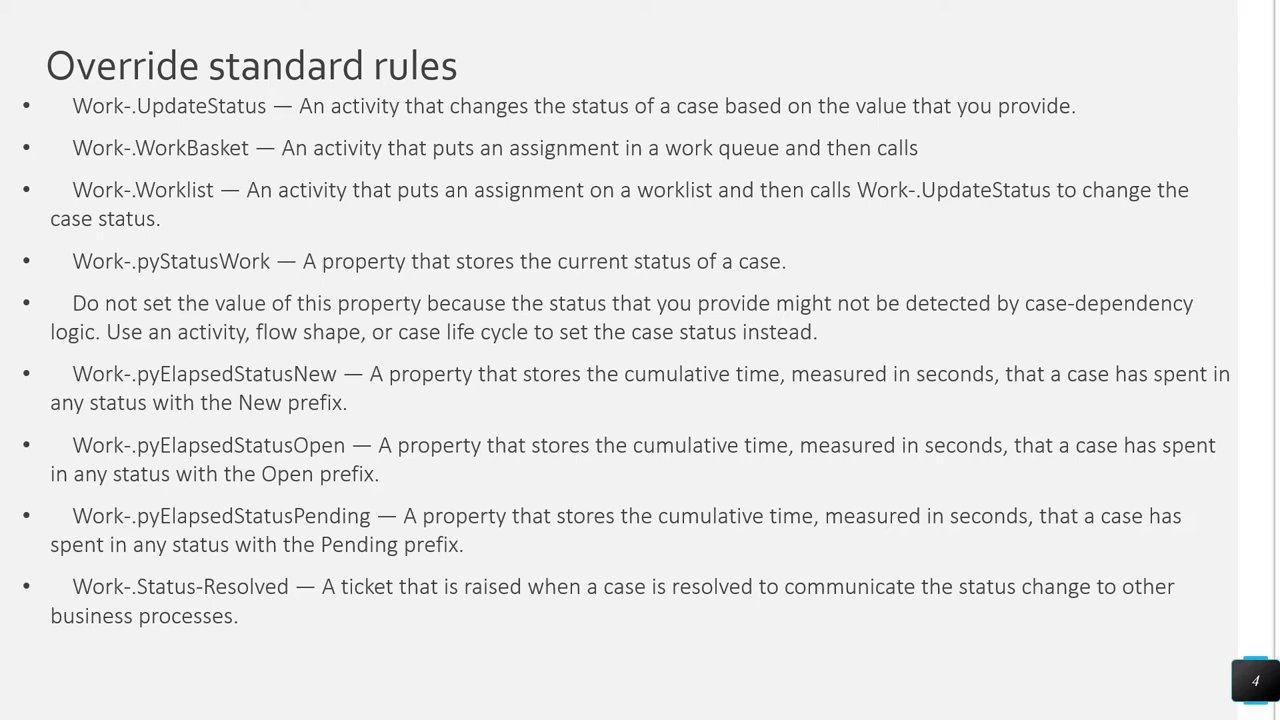 Override standard rules
• Work-.UpdateStatus — An activity that changes the status of a case based on the value that you provide.
• Work-.WorkBasket — An activity that puts an assignment in a work queue and then calls
• Work-.Worklist — An activity that puts an assignment on a worklist and then calls Work-.UpdateStatus to change the
case status.
• Work-.pyStatusWork — A property that stores the current status of a case.
• Do not set the value of this property because the status that you provide might not be detected by case-dependency
logic. Use an activity, flow shape, or case life cycle to set the case status instead.
• Work-.pyElapsedStatusNew — A property that stores the cumulative time, measured in seconds, that a case has spent in
any status with the New prefix.
• Work-.pyElapsedStatusOpen — A property that stores the cumulative time, measured in seconds, that a case has spent
in any status with the Open prefix.
• Work-.pyElapsedStatusPending — A property that stores the cumulative time, measured in seconds, that a case has
spent in any status with the Pending prefix.
• Work-.Status-Resolved — A ticket that is raised when a case is resolved to communicate the status change to other
business processes.
4